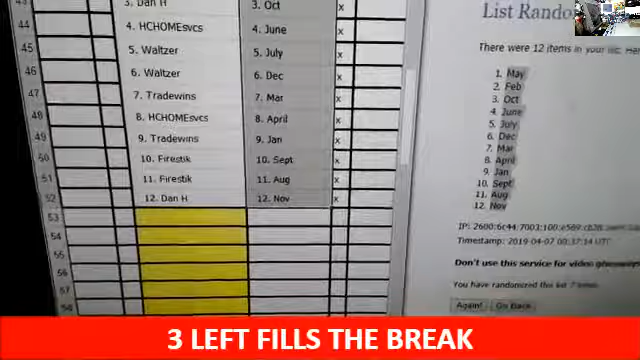 43 3. Dan H 3. Oct x
44 4. HCHOMEsvcs 4. June x
45 5. Waltzer 5. July x
46 6. Waltzer 6. Dec x
47 7. Tradewins 7. Mar x
48 8. HCHOMEsvcs 8. April x
49 9. Tradewins 9. Jan x
50 10. Firestik 10. Sept x
51 11. Firestik 11. Aug x
52 12. Dan H 12. Nov x
53
54
55
56
57
58
List Rando
There were 12 items in your list.
1. May
2. Feb
3. Oct
4. June
5. July
6. Dec
7. Mar
8. April
9. Jan
10. Sept
11. Aug
12. Nov
Timestamp: 2019-04-07 UTC
Don't use this service for video giveaways
You have randomized this list 7 times
Again! Go Back
3 LEFT FILLS THE BREAK